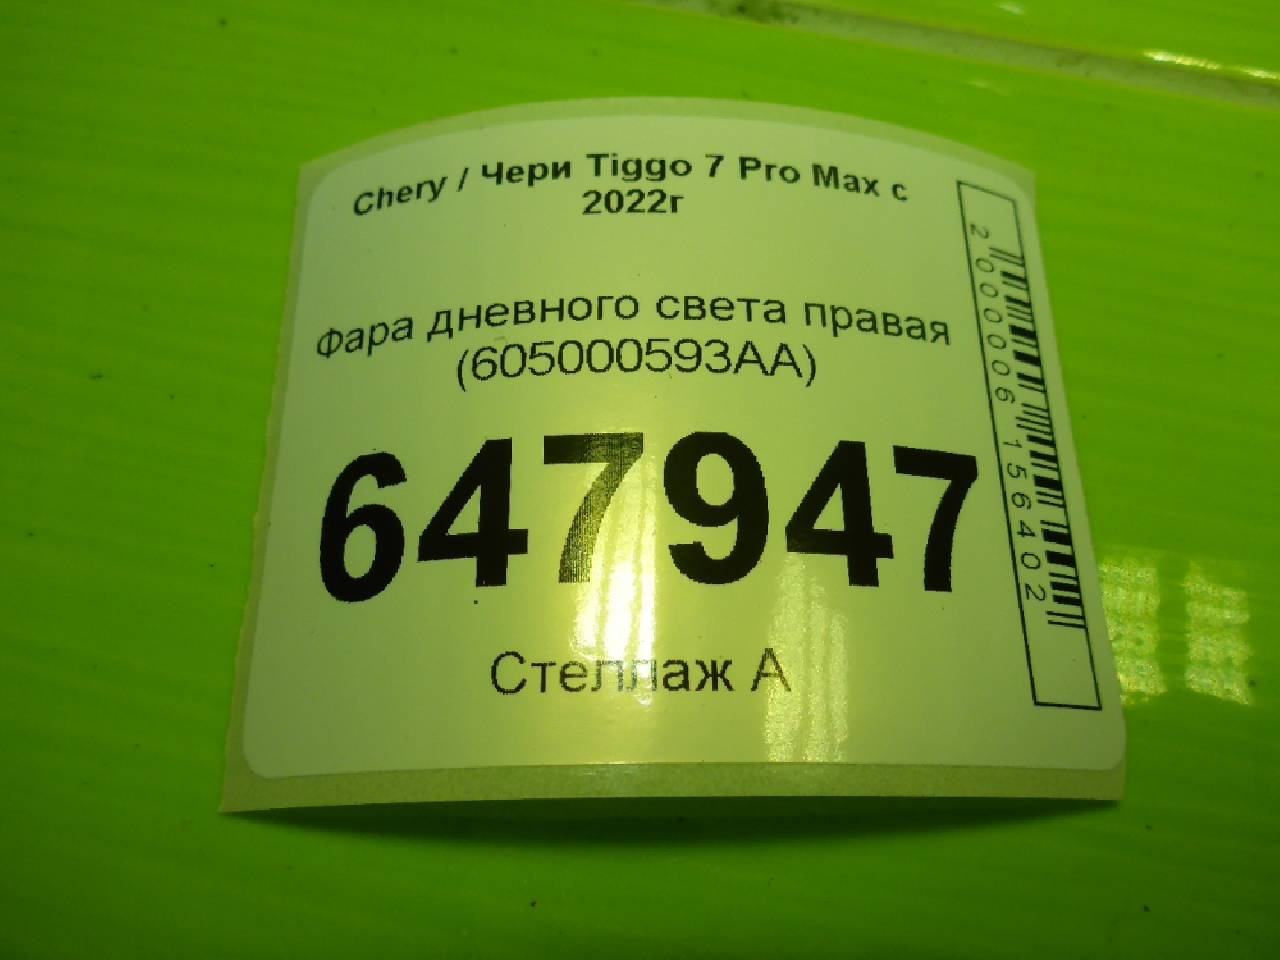 Chery / Чери Tiggo 7 Pro Max с
2022г
Фара дневного света правая
(605000593AA)
647947
Стеллаж А
2000006156402